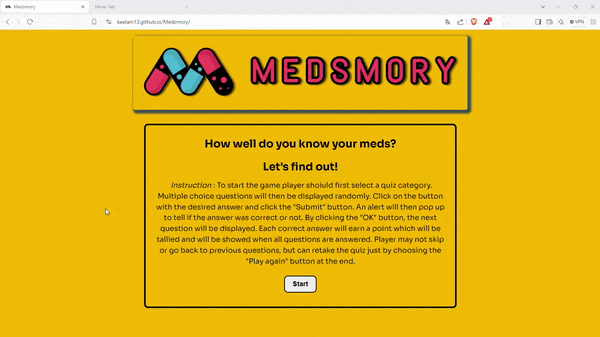 Medsmory
keelam13.github.io/Medsmory/
VPN
MEDSMORY
How well do you know your meds?
Let's find out!
Instruction : To start the game player shoiuld first select a quiz category.
Multiple choice questions will then be displayed randomly. Click on the button
with the desired answer and click the "Submit" button. An alert will then pop up
to tell if the answer was correct or not. By clicking the "OK" button, the next
question will be displayed. Each correct answer will earn a point which will be
tallied and will be showed when all questions are answered. Player may not skip
or go back to previous questions, but can retake the quiz just by choosing the
"Play again" button at the end.
Start